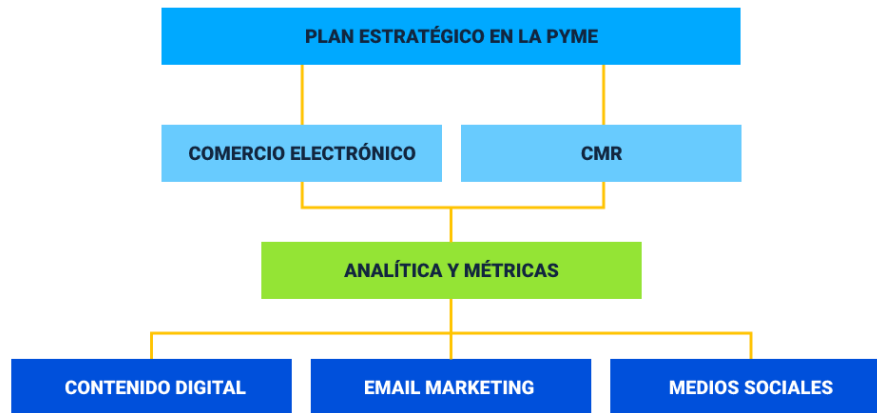 PLAN ESTRATÉGICO EN LA PYME
COMERCIO ELECTRÓNICO
CMR
ANALÍTICA Y MÉTRICAS
CONTENIDO DIGITAL
EMAIL MARKETING
MEDIOS SOCIALES